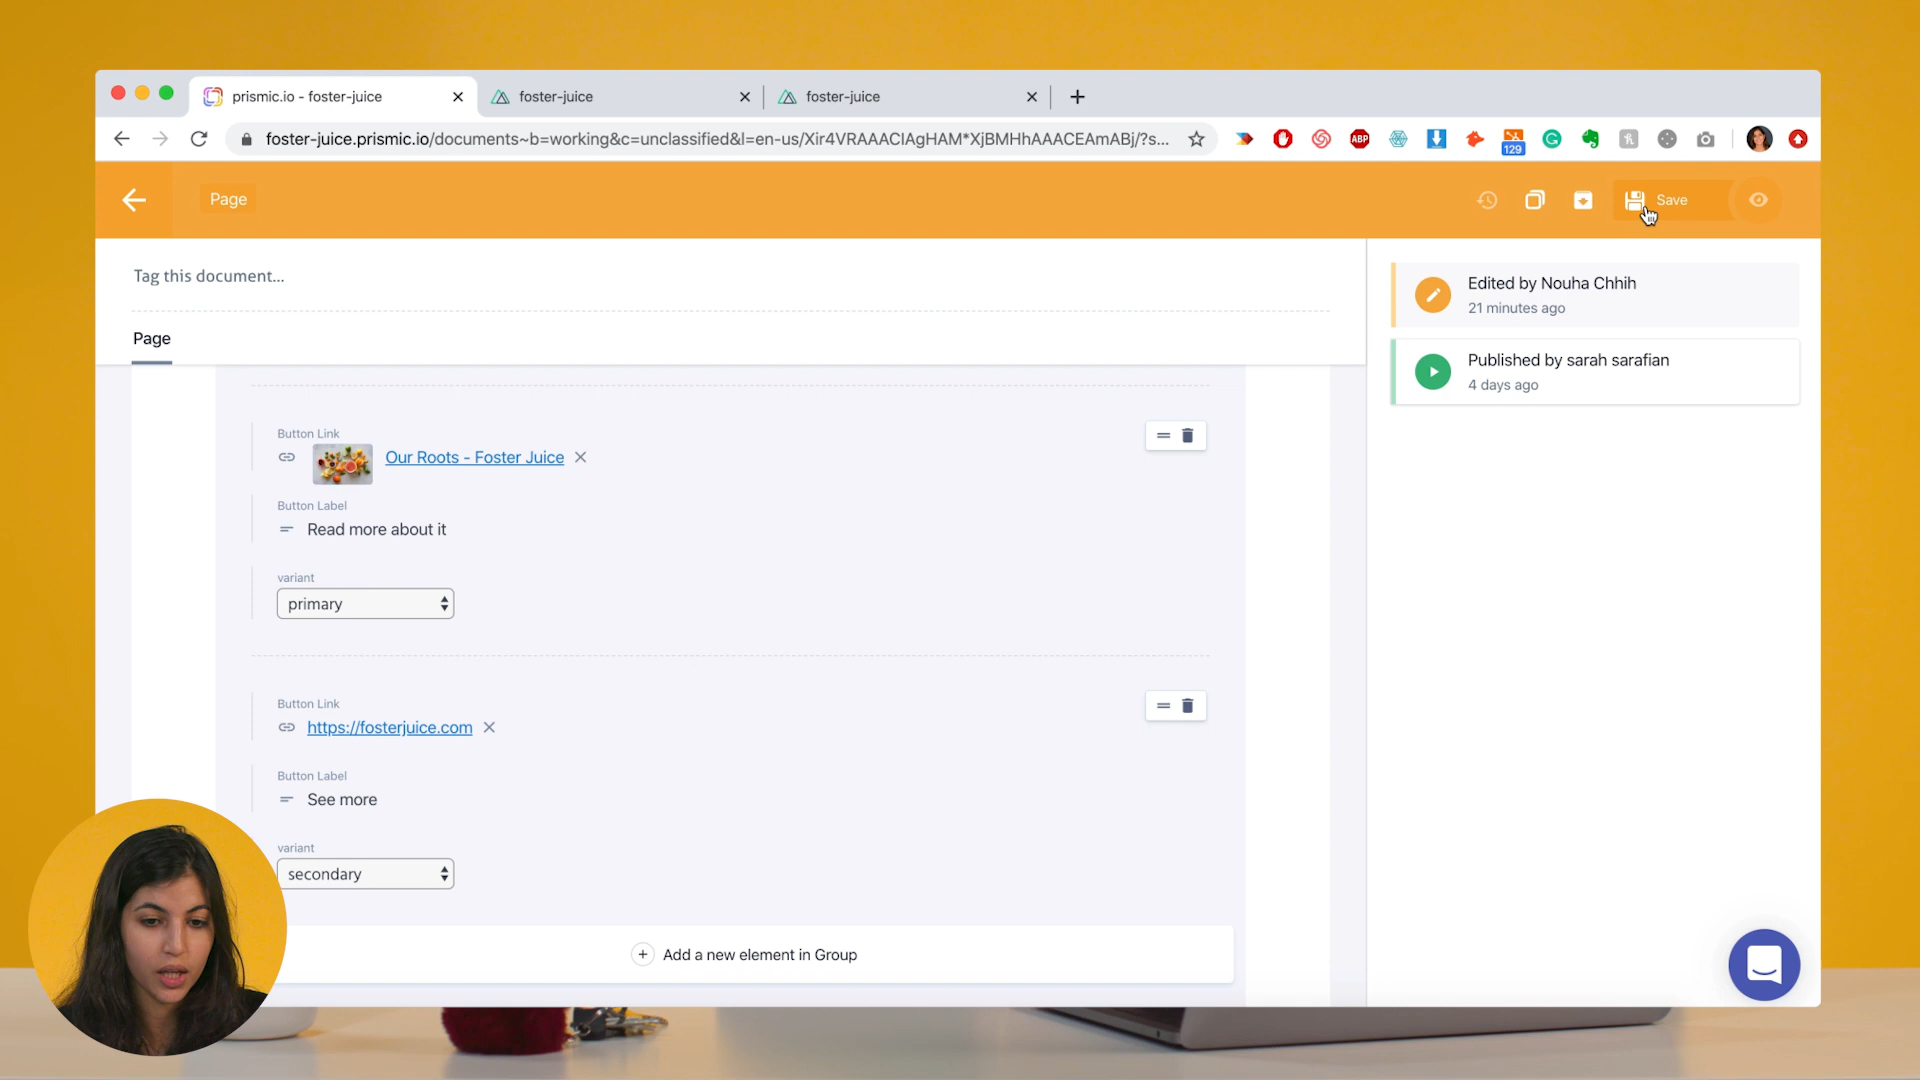 prismic.io - foster-juice
foster-juice
foster-juice
foster-juice.prismic.io/documents~b=working&c=unclassified&l=en-us/Xir4VRAAACIAgHAM*XjBMHhAAACEAmABj/?s...
ABP
129
Page
Save
Tag this document...
Page
Edited by Nouha Chhih
21 minutes ago
Published by sarah sarafian
4 days ago
Button Link
Our Roots - Foster Juice
Button Label
Read more about it
variant
primary
Button Link
https://fosterjuice.com
Button Label
See more
variant
secondary
Add a new element in Group